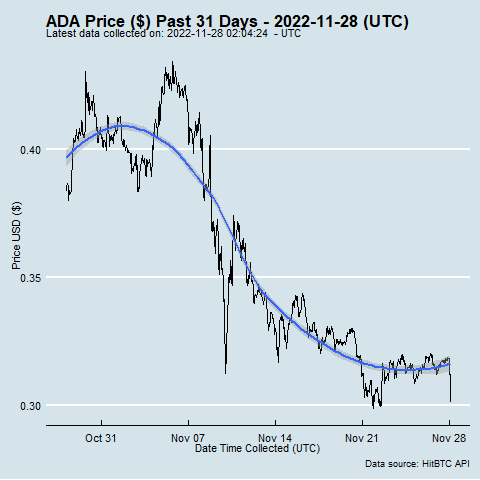 ADA Price ($) Past 31 Days - 2022-11-28 (UTC)
Latest data collected on: 2022-11-28 02:04:24  - UTC
0.40
0.35
0.30
Price USD ($)
Oct 31 Nov 07 Nov 14 Nov 21 Nov 28
Date Time Collected (UTC)
Data source: HitBTC API